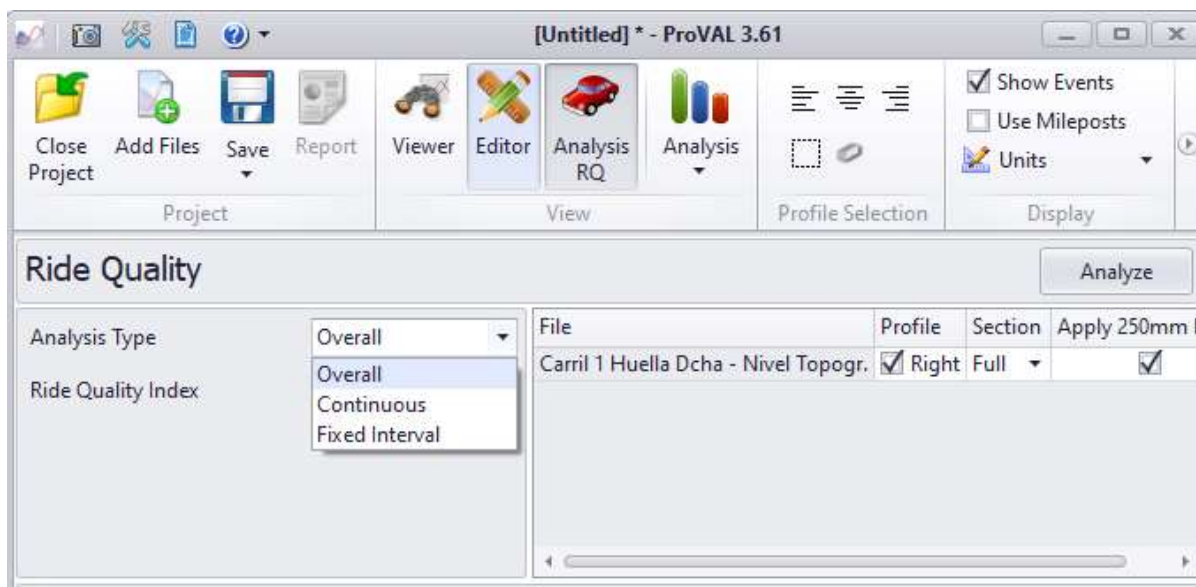 [Untitled] * - ProVAL 3.61
Close Project
Add Files
Save
Report
Viewer
Editor
Analysis RQ
Analysis
Show Events
Use Mileposts
Units
Project
View
Profile Selection
Display
Ride Quality
Analyze
Analysis Type
Overall
Ride Quality Index
Overall
Continuous
Fixed Interval
File
Profile
Section
Apply 250mm
Carril 1 Huella Dcha - Nivel Topogr.
Right
Full